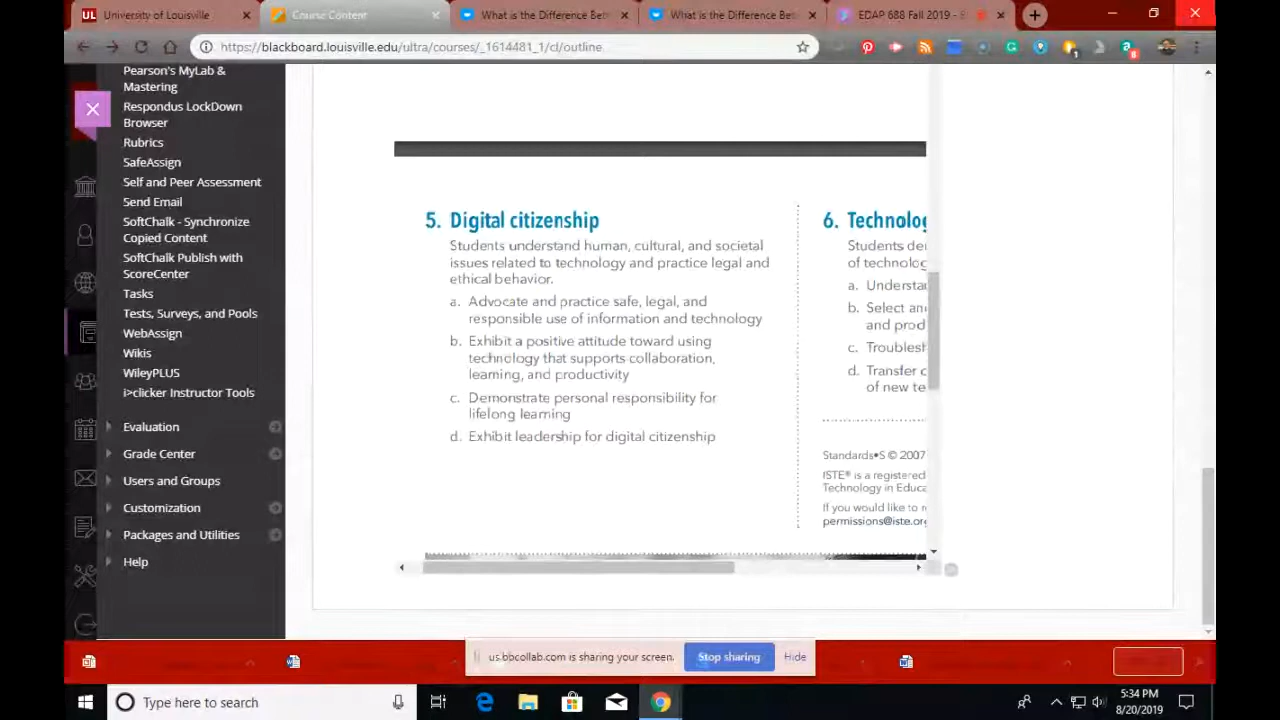 University of Louisville
Course Content
What is the Difference Bet
What is the Difference Bet
EDAP 688 Fall 2019 - 
https://blackboard.louisville.edu/ultra/courses/_1614481_1/cl/outline
Pearson's MyLab &
Mastering
Respondus LockDown
Browser
Rubrics
SafeAssign
Self and Peer Assessment
Send Email
SoftChalk - Synchronize
Copied Content
SoftChalk Publish with
ScoreCenter
Tasks
Tests, Surveys, and Pools
WebAssign
Wikis
WileyPLUS
i>clicker Instructor Tools
Evaluation
Grade Center
Users and Groups
Customization
Packages and Utilities
Help
5. Digital citizenship
Students understand human, cultural, and societal
issues related to technology and practice legal and
ethical behavior.
a. Advocate and practice safe, legal, and
responsible use of information and technology
b. Exhibit a positive attitude toward using
technology that supports collaboration,
learning, and productivity
c. Demonstrate personal responsibility for
lifelong learning
d. Exhibit leadership for digital citizenship
6. Technolog
Students der
of technolog
a. Understa
b. Select an
and prod
c. Troublesh
d. Transfer c
of new te
Standards•S © 2007
ISTE® is a registered
Technology in Educa
If you would like to r
permissions@iste.org
us.bbcollab.com is sharing your screen.
Stop sharing
Hide
Type here to search
5:34 PM
8/20/2019